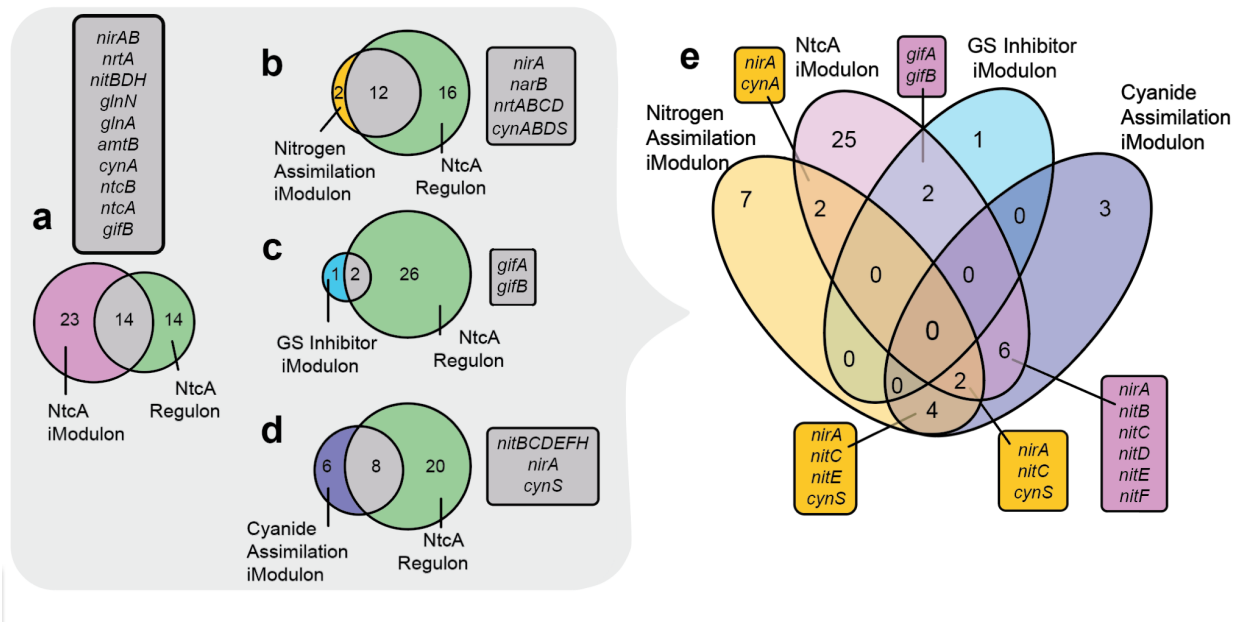 a
nirAB
nrtA
nitBDH
glnN
glnA
amtB
cynA
ntcB
ntcA
gifB
23
14
14
NtcA
iModulon
NtcA
Regulon
b
2
12
16
Nitrogen
Assimilation
iModulon
NtcA
Regulon
nirA
narB
nrtABCD
cynABDS
c
1
2
26
GS Inhibitor
iModulon
NtcA
Regulon
gifA
gifB
d
6
8
20
Cyanide
Assimilation
iModulon
NtcA
Regulon
nitBCDEFH
nirA
cynS
e
nirA
cynA
NtcA
iModulon
gifA
gifB
GS Inhibitor
iModulon
Cyanide
Assimilation
iModulon
Nitrogen
Assimilation
iModulon
25
1
7
2
2
0
3
0
0
0
6
0
0
2
4
nirA
nitC
nitE
cynS
nirA
nitC
cynS
nirA
nitB
nitC
nitD
nitE
nitF